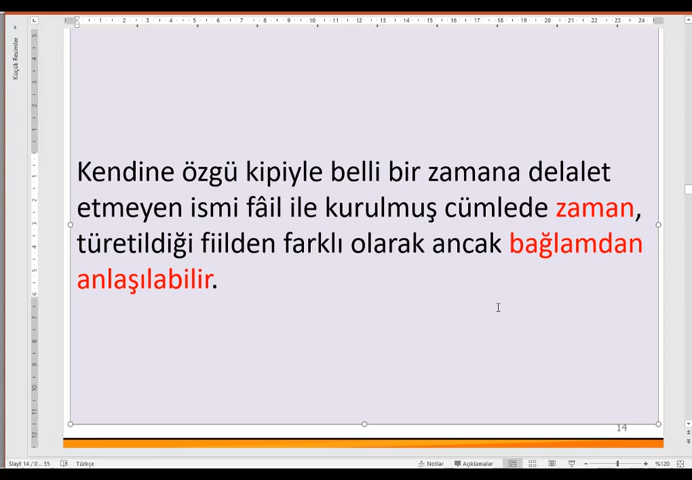 Küçük Resimler
Kendine özgü kipiyle belli bir zamana delalet
etmeyen ismi fâil ile kurulmuş cümlede zaman,
türetildiği fiilden farklı olarak ancak bağlamdan
anlaşılabilir.
14
Slayt 14 / 0... 35 Türkçe Notlar Açıklamalar %120